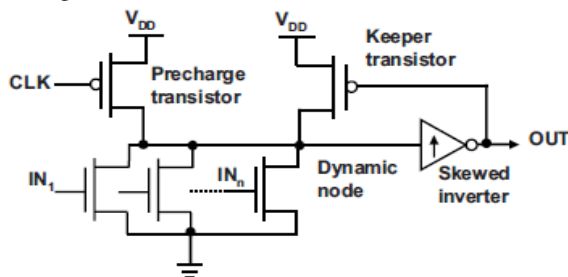 V_DD
V_DD
Keeper
transistor
CLK
Precharge
transistor
OUT
IN_1
IN_n
Dynamic
node
Skewed
inverter